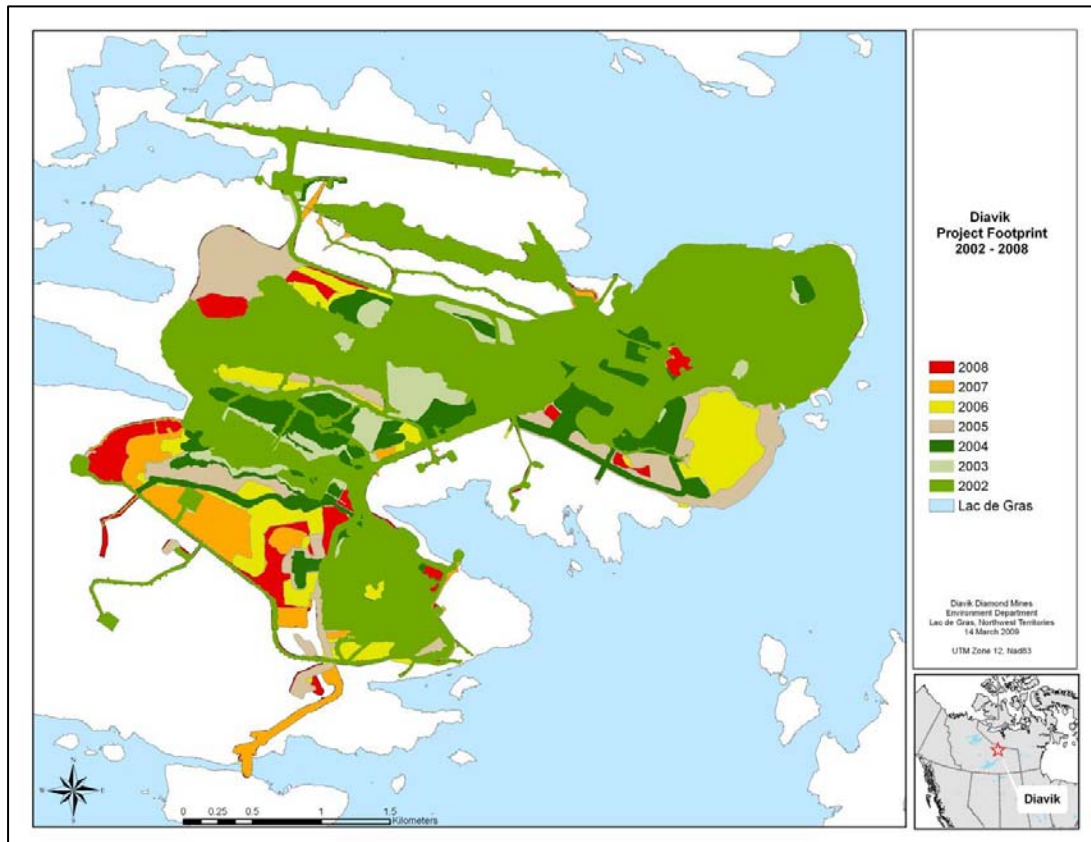 Diavik
Project Footprint
2002 - 2008
2008
2007
2006
2005
2004
2003
2002
Lac de Gras
Diavik Diamond Mines
Environment Department
Lac de Gras, Northwest Territories
14 March 2009
UTM Zone 12, Nad83
N
W
E
S
0 0.25 0.5 1 1.5
Kilometers
Diavik